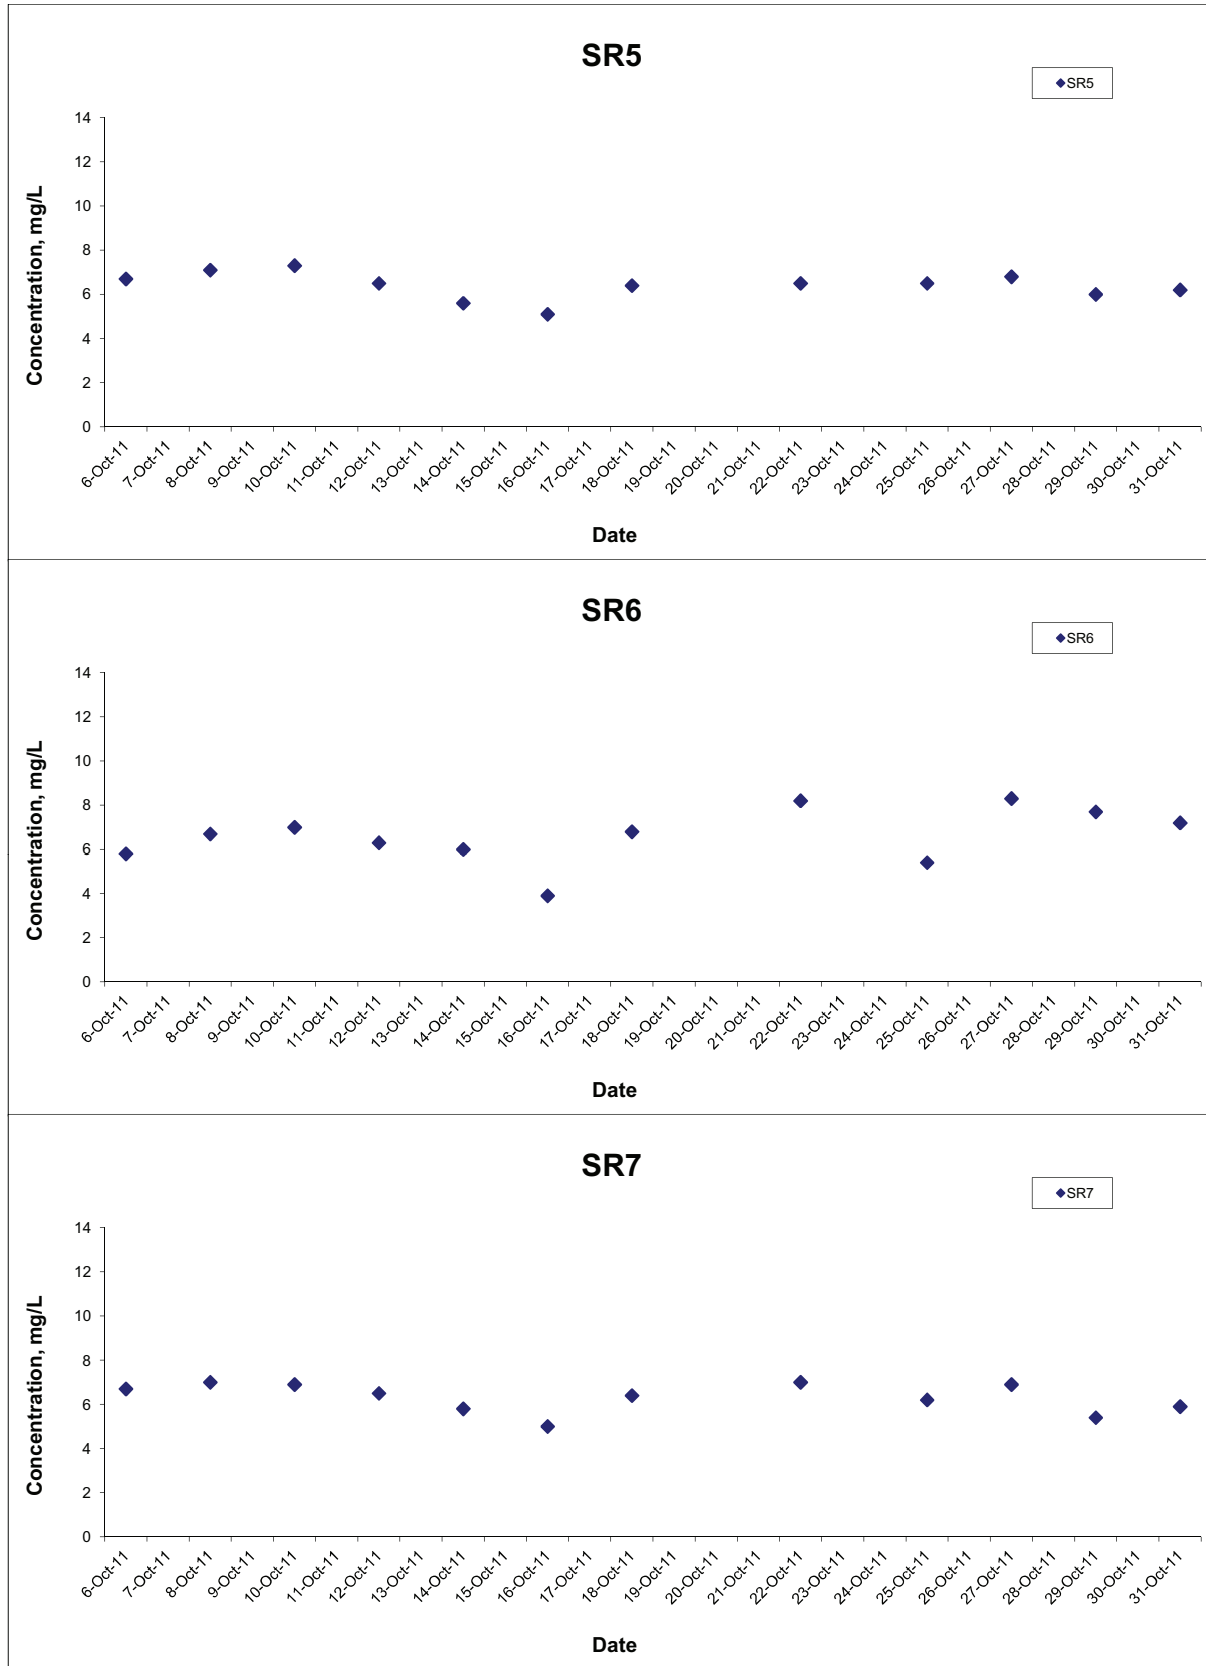 SR5
SR5
Concentration, mg/L
14
12
10
8
6
4
2
0
6-Oct-11 7-Oct-11 8-Oct-11 9-Oct-11 10-Oct-11 11-Oct-11 12-Oct-11 13-Oct-11 14-Oct-11 15-Oct-11 16-Oct-11 17-Oct-11 18-Oct-11 19-Oct-11 20-Oct-11 21-Oct-11 22-Oct-11 23-Oct-11 24-Oct-11 25-Oct-11 26-Oct-11 27-Oct-11 28-Oct-11 29-Oct-11 30-Oct-11 31-Oct-11
Date
SR6
SR6
Concentration, mg/L
14
12
10
8
6
4
2
0
6-Oct-11 7-Oct-11 8-Oct-11 9-Oct-11 10-Oct-11 11-Oct-11 12-Oct-11 13-Oct-11 14-Oct-11 15-Oct-11 16-Oct-11 17-Oct-11 18-Oct-11 19-Oct-11 20-Oct-11 21-Oct-11 22-Oct-11 23-Oct-11 24-Oct-11 25-Oct-11 26-Oct-11 27-Oct-11 28-Oct-11 29-Oct-11 30-Oct-11 31-Oct-11
Date
SR7
SR7
Concentration, mg/L
14
12
10
8
6
4
2
0
6-Oct-11 7-Oct-11 8-Oct-11 9-Oct-11 10-Oct-11 11-Oct-11 12-Oct-11 13-Oct-11 14-Oct-11 15-Oct-11 16-Oct-11 17-Oct-11 18-Oct-11 19-Oct-11 20-Oct-11 21-Oct-11 22-Oct-11 23-Oct-11 24-Oct-11 25-Oct-11 26-Oct-11 27-Oct-11 28-Oct-11 29-Oct-11 30-Oct-11 31-Oct-11
Date